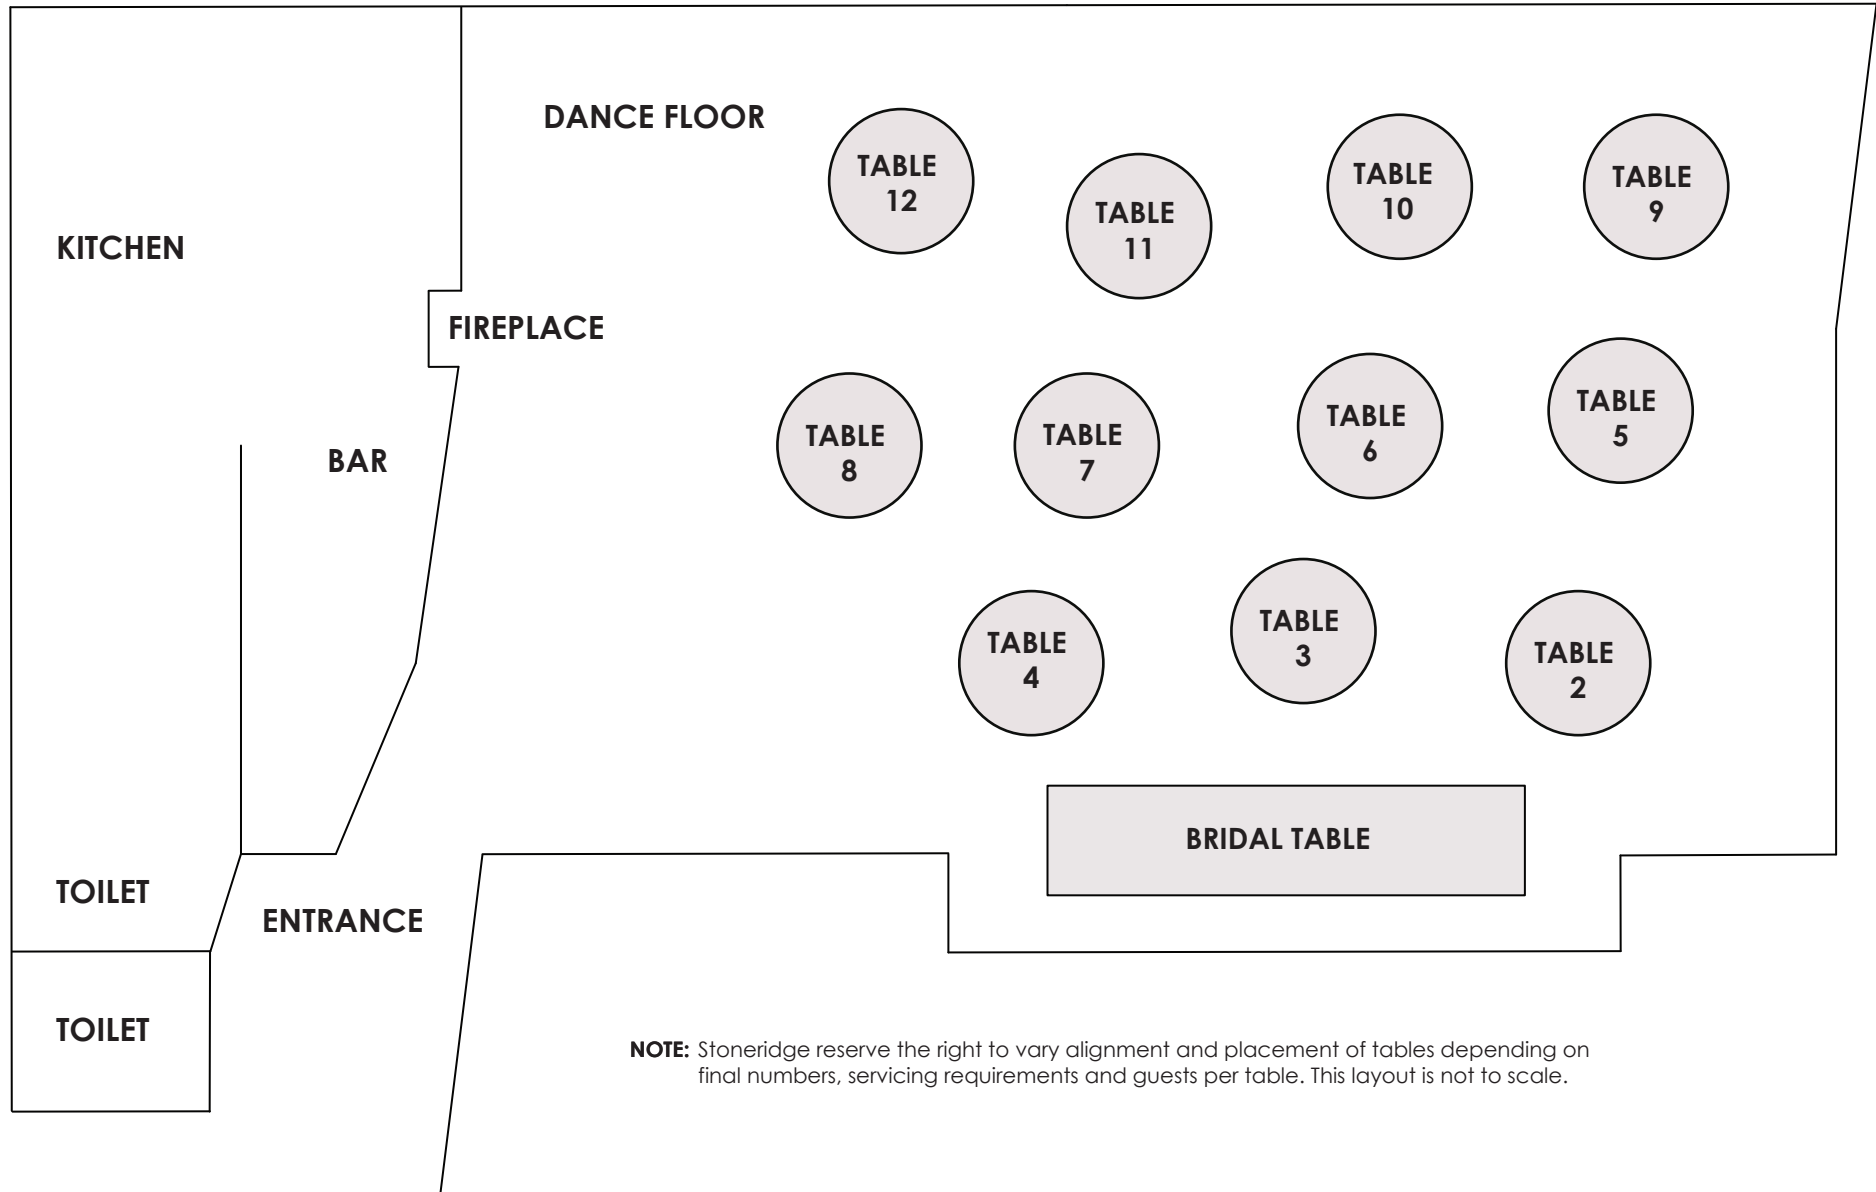 DANCE FLOOR
TABLE
12
TABLE
11
TABLE
10
TABLE
9
KITCHEN
FIREPLACE
TABLE
8
TABLE
7
TABLE
6
TABLE
5
BAR
TABLE
4
TABLE
3
TABLE
2
BRIDAL TABLE
TOILET
ENTRANCE
TOILET
NOTE: Stoneridge reserve the right to vary alignment and placement of tables depending on
final numbers, servicing requirements and guests per table. This layout is not to scale.